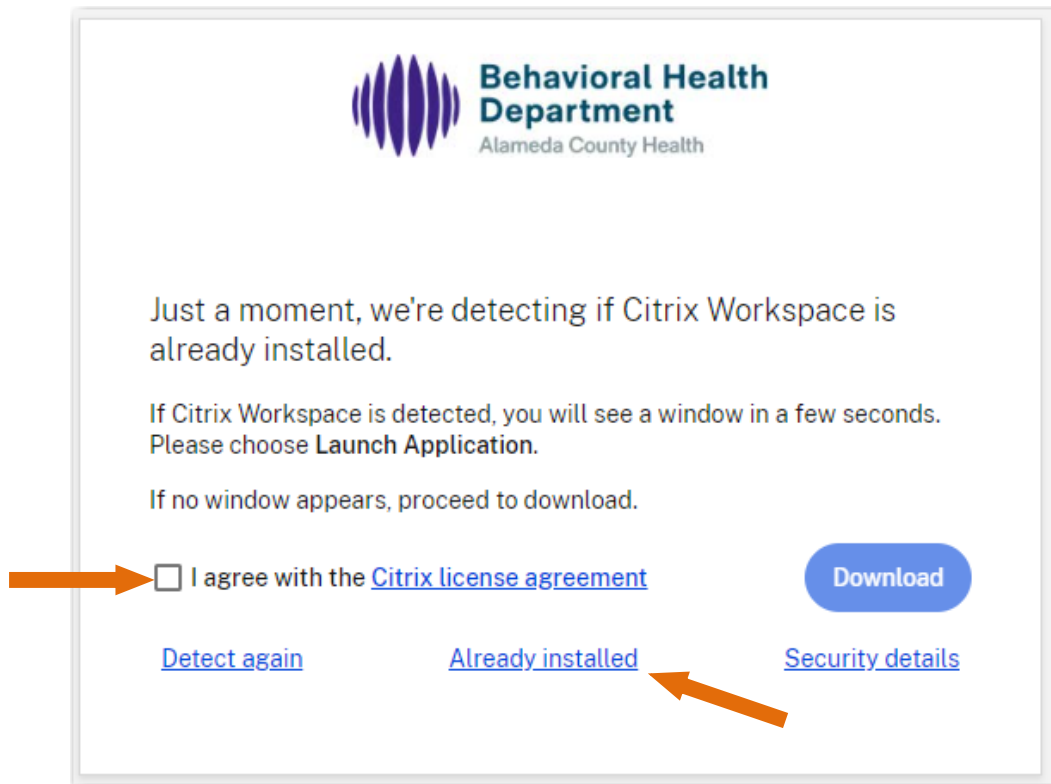 Behavioral Health
Department
Alameda County Health
Just a moment, we're detecting if Citrix Workspace is
already installed.
If Citrix Workspace is detected, you will see a window in a few seconds.
Please choose Launch Application.
If no window appears, proceed to download.
I agree with the Citrix license agreement
Download
Detect again
Already installed
Security details